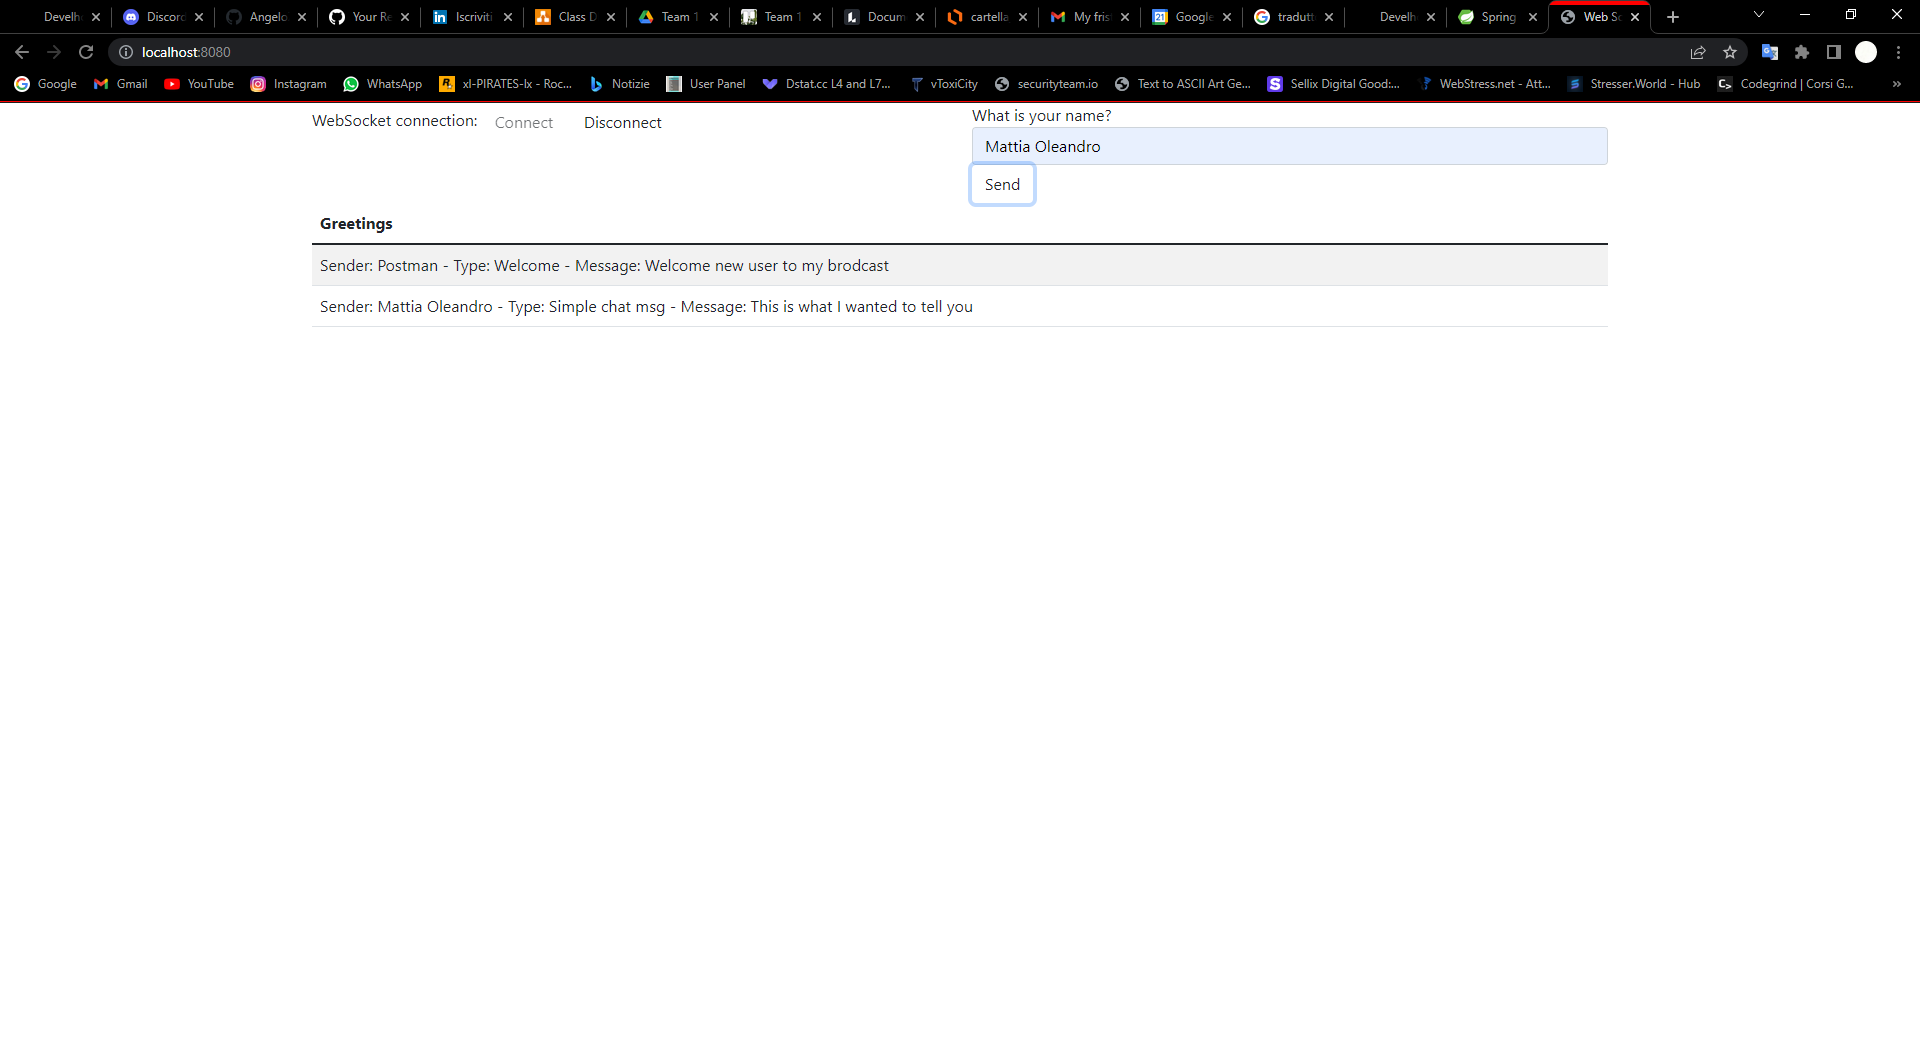 Develh Discord Angelo Your Re Iscriviti Class D Team 1 Team 1 Docum cartella My fris Google tradutt Develh Spring Web So
localhost:8080
Google Gmail YouTube Instagram WhatsApp xl-PIRATES-lx - Roc... Notizie User Panel Dstat.cc L4 and L7... vToxiCity securityteam.io Text to ASCII Art Ge... Sellix Digital Good:... WebStress.net - Att... Stresser.World - Hub Codegrind | Corsi G... »
WebSocket connection: Connect Disconnect
What is your name?
Mattia Oleandro
Send
Greetings
Sender: Postman - Type: Welcome - Message: Welcome new user to my brodcast
Sender: Mattia Oleandro - Type: Simple chat msg - Message: This is what I wanted to tell you